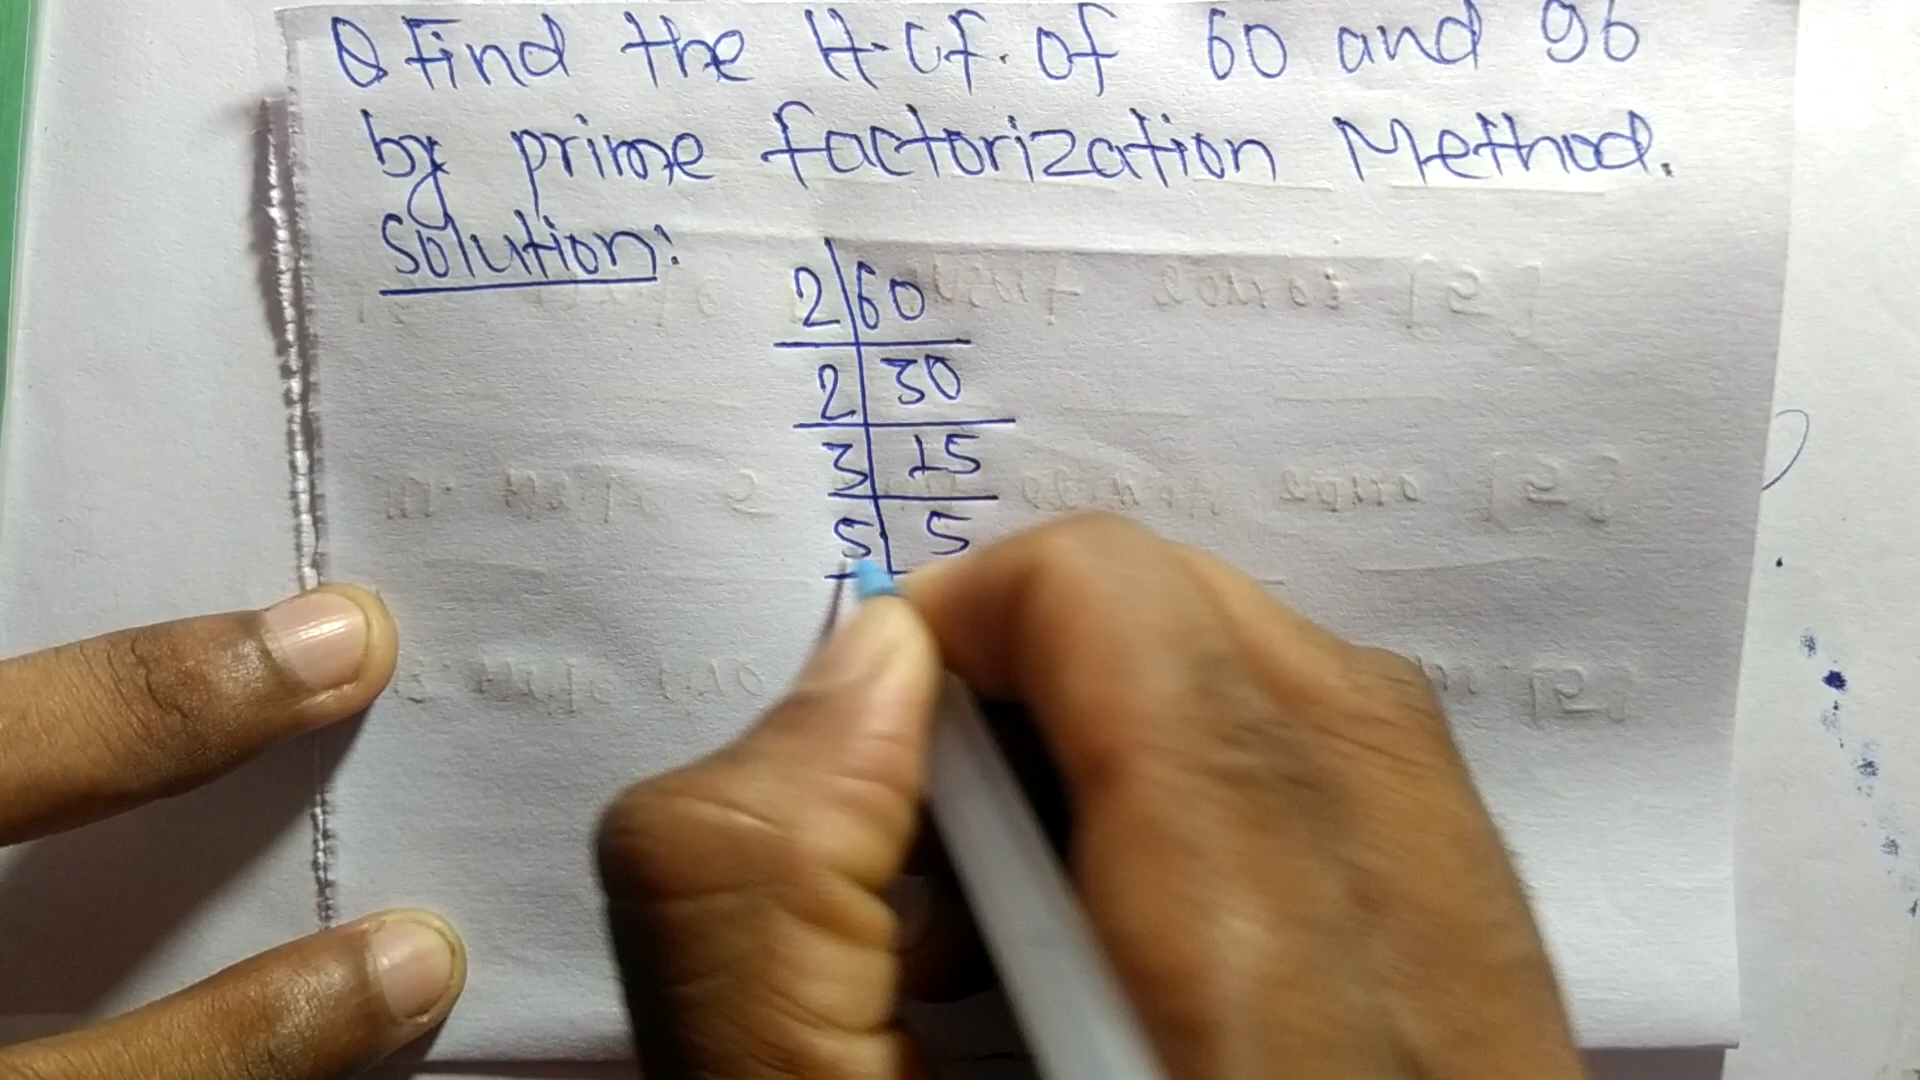 Q Find the H.CF. of 60 and 96
by prime factorization Method.
Solution:
2 60
2 30
3 15
5 5